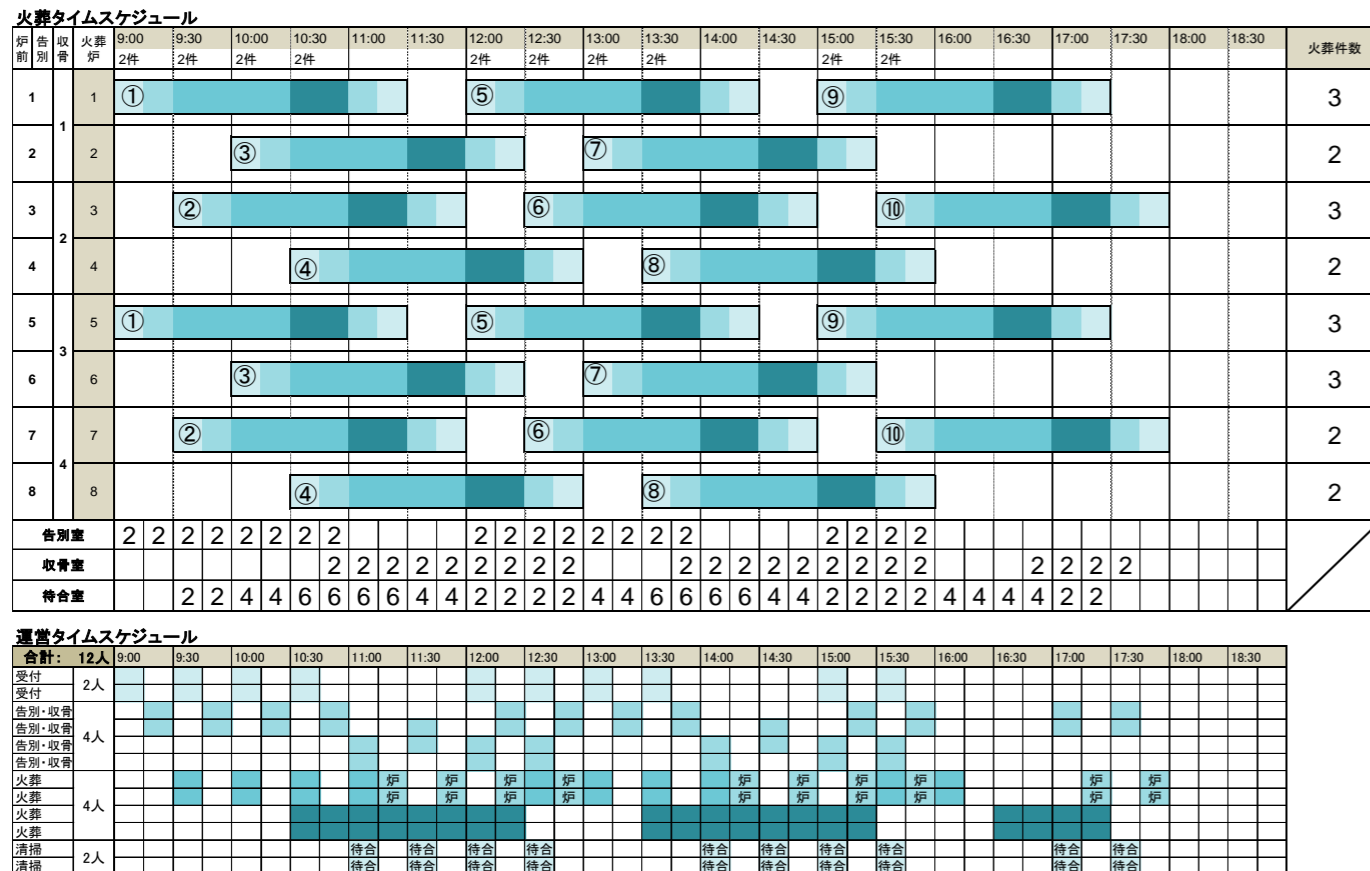 火葬タイムスケジュール
炉前 告別 収骨 火葬炉 9:00 9:30 10:00 10:30 11:00 11:30 12:00 12:30 13:00 13:30 14:00 14:30 15:00 15:30 16:00 16:30 17:00 17:30 18:00 18:30 火葬件数
2件 2件 2件 2件 2件 2件 2件 2件 2件 2件
1 1 ① ⑤ ⑨ 3
1
2 2 ③ ⑦ 2
3 3 ② ⑥ ⑩ 3
2
4 4 ④ ⑧ 2
5 5 ① ⑤ ⑨ 3
3
6 6 ③ ⑦ 3
7 7 ② ⑥ ⑩ 2
4
8 8 ④ ⑧ 2
告別室 2 2 2 2 2 2 2 2 2 2 2 2 2 2 2 2 2 2 2 2
収骨室 2 2 2 2 2 2 2 2 2 2 2 2 2 2 2 2 2 2 2 2 2 2
待合室 2 2 4 4 6 6 6 6 4 4 2 2 2 2 4 4 6 6 6 6 4 4 2 2 2 2 4 4 4 4 2 2
運営タイムスケジュール
合計: 12人 9:00 9:30 10:00 10:30 11:00 11:30 12:00 12:30 13:00 13:30 14:00 14:30 15:00 15:30 16:00 16:30 17:00 17:30 18:00 18:30
受付
2人
受付
告別・収骨
告別・収骨
4人
告別・収骨
告別・収骨
火葬 炉 炉 炉 炉 炉 炉 炉 炉 炉 炉
火葬 炉 炉 炉 炉 炉 炉 炉 炉 炉 炉
4人
火葬
火葬
清掃 待合 待合 待合 待合 待合 待合 待合 待合 待合 待合
2人
清掃 待合 待合 待合 待合 待合 待合 待合 待合 待合 待合